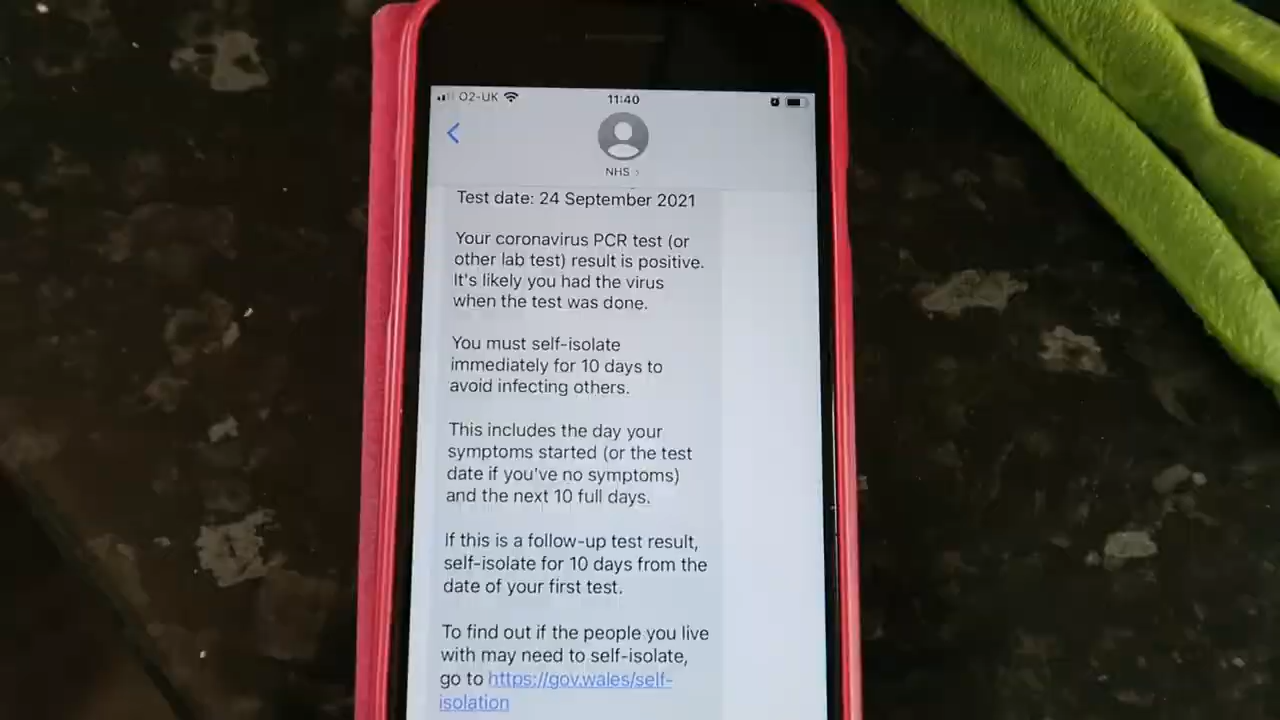 O2-UK
11:40
NHS
Test date: 24 September 2021
Your coronavirus PCR test (or
other lab test) result is positive.
It's likely you had the virus
when the test was done.
You must self-isolate
immediately for 10 days to
avoid infecting others.
This includes the day your
symptoms started (or the test
date if you've no symptoms)
and the next 10 full days.
If this is a follow-up test result,
self-isolate for 10 days from the
date of your first test.
To find out if the people you live
with may need to self-isolate,
go to https://gov.wales/self-
isolation